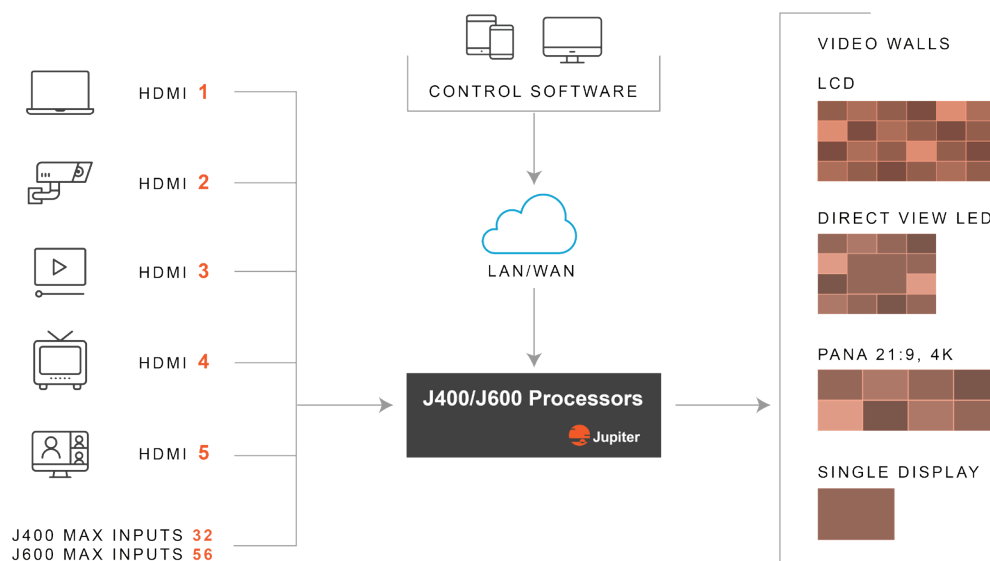 HDMI 1
HDMI 2
HDMI 3
HDMI 4
HDMI 5
J400 MAX INPUTS 32
J600 MAX INPUTS 56
CONTROL SOFTWARE
LAN/WAN
J400/J600 Processors
Jupiter
VIDEO WALLS
LCD
DIRECT VIEW LED
PANA 21:9, 4K
SINGLE DISPLAY